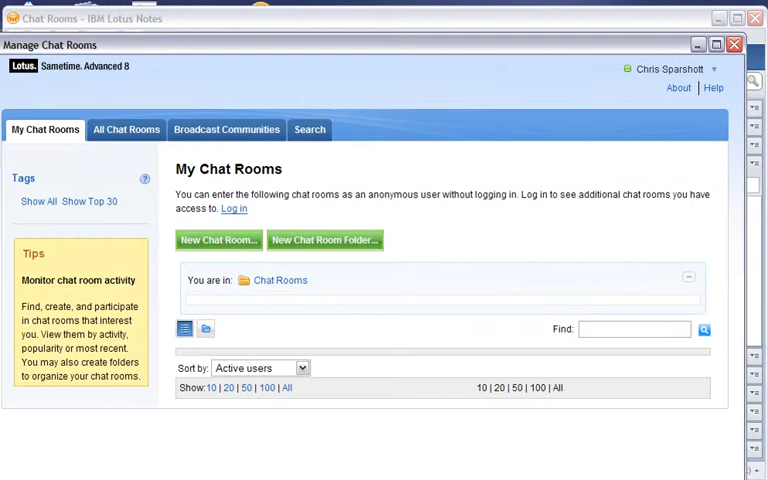 Chat Rooms - IBM Lotus Notes
Manage Chat Rooms
Lotus. Sametime. Advanced 8
Chris Sparshott
About | Help
My Chat Rooms
All Chat Rooms
Broadcast Communities
Search
Tags
Show All Show Top 30
Tips
Monitor chat room activity
Find, create, and participate
in chat rooms that interest
you. View them by activity,
popularity or most recent.
You may also create folders
to organize your chat rooms.
My Chat Rooms
You can enter the following chat rooms as an anonymous user without logging in. Log in to see additional chat rooms you have
access to. Log in
New Chat Room...
New Chat Room Folder...
You are in: Chat Rooms
Find:
Sort by: Active users
Show:10 | 20 | 50 | 100 | All
10 | 20 | 50 | 100 | All